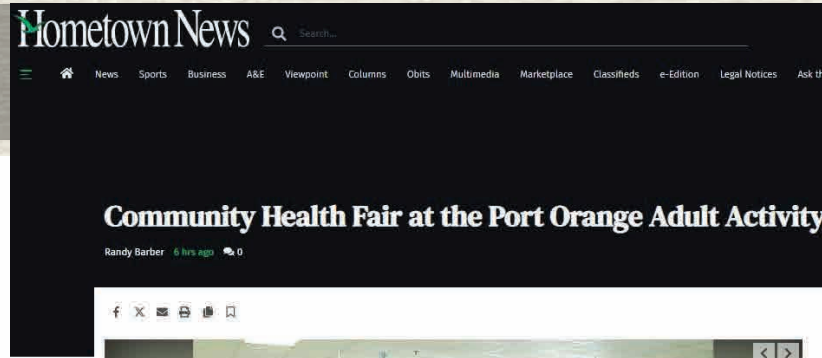 Hometown News
Search...
News Sports Business A&E Viewpoint Columns Obits Multimedia Marketplace Classifieds e-Edition Legal Notices Ask th
Community Health Fair at the Port Orange Adult Activity
Randy Barber 6 hrs ago 0